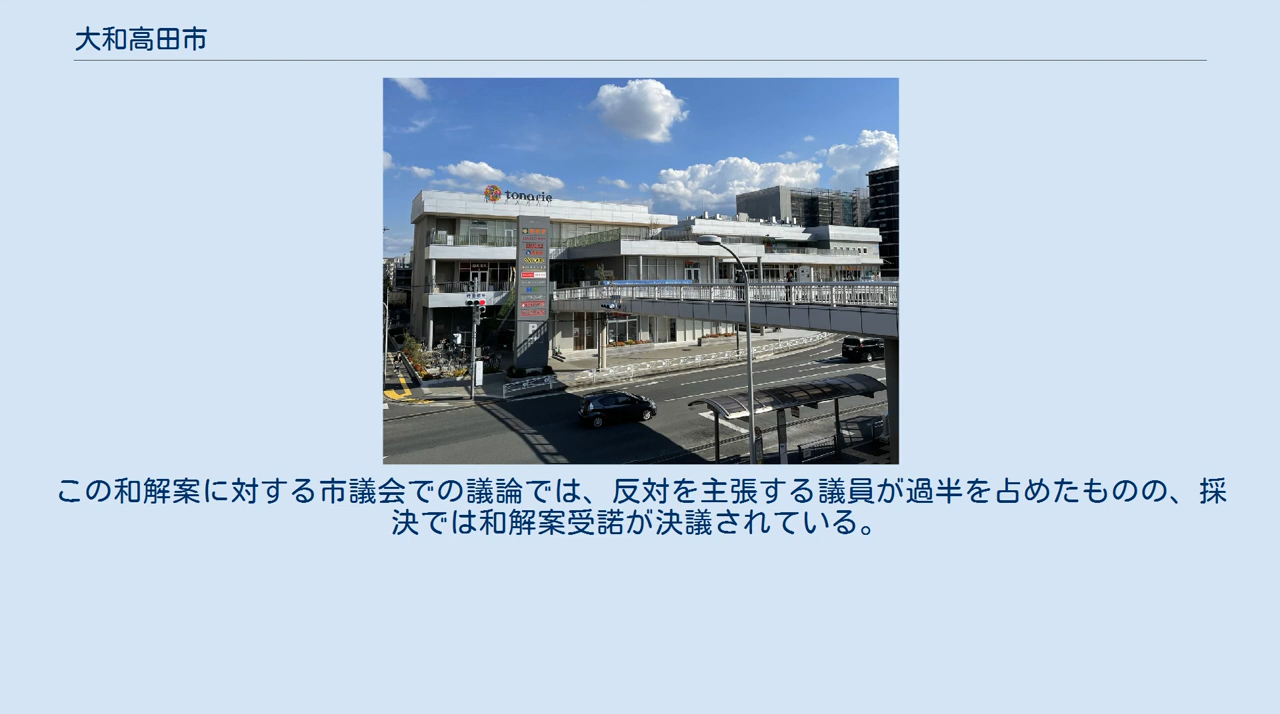 大和高田市
tonarie
この和解案に対する市議会での議論では、反対を主張する議員が過半を占めたものの、採
決では和解案受諾が決議されている。